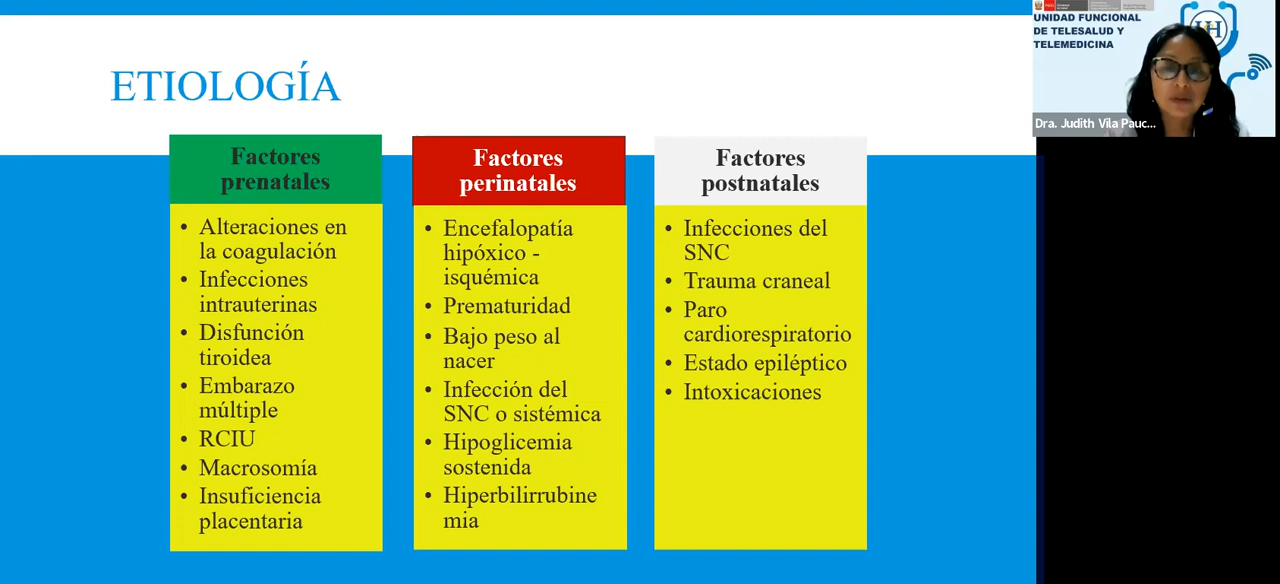 ETIOLOGÍA
Factores
prenatales
• Alteraciones en
la coagulación
• Infecciones
intrauterinas
• Disfunción
tiroidea
• Embarazo
múltiple
• RCIU
• Macrosomía
• Insuficiencia
placentaria
Factores
perinatales
• Encefalopatía
hipóxico -
isquémica
• Prematuridad
• Bajo peso al
nacer
• Infección del
SNC o sistémica
• Hipoglicemia
sostenida
• Hiperbilirrubine
mia
Factores
postnatales
• Infecciones del
SNC
• Trauma craneal
• Paro
cardiorespiratorio
• Estado epiléptico
• Intoxicaciones
UNIDAD FUNCIONAL
DE TELESALUD Y
TELEMEDICINA
Dra. Judith Vila Pauc...